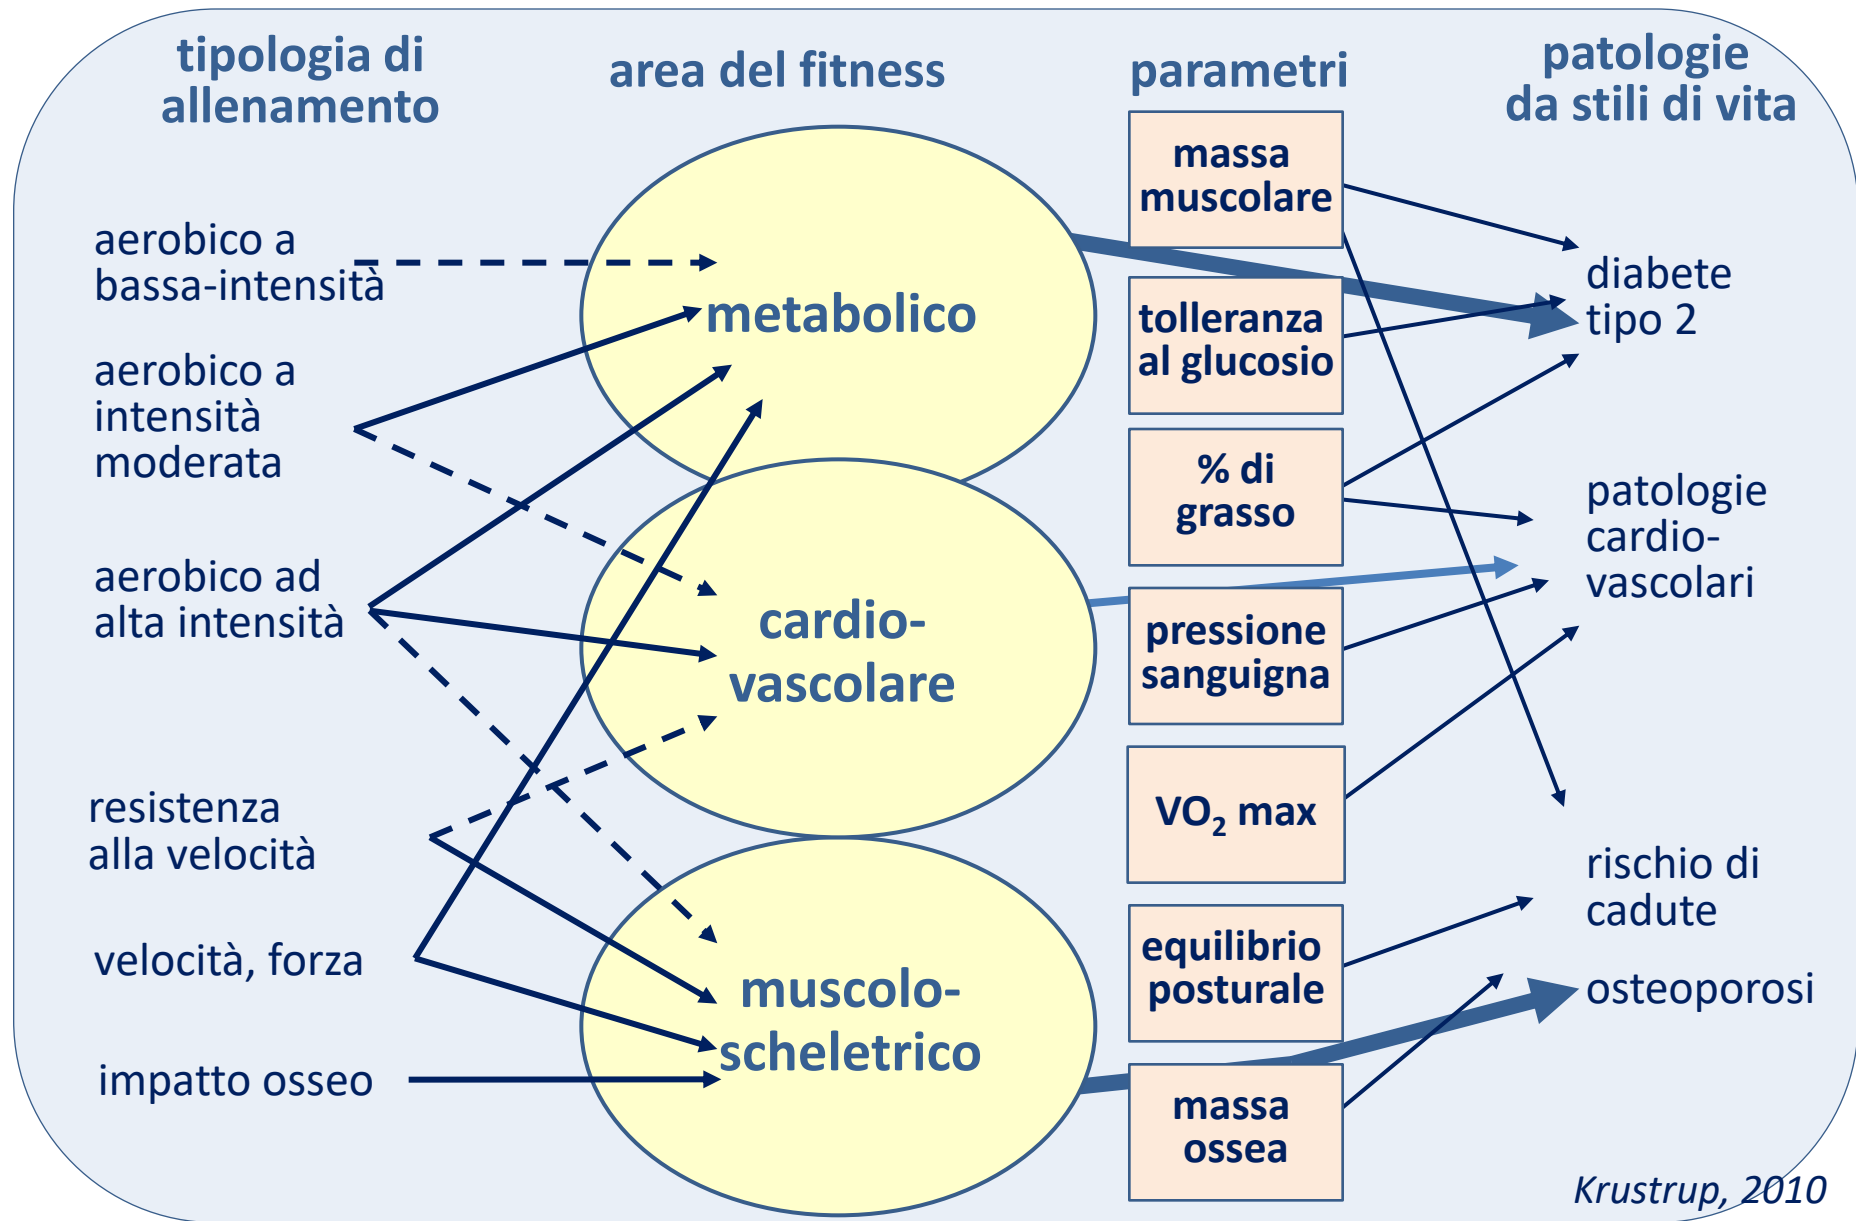 tipologia di
allenamento
area del fitness
parametri
patologie
da stili di vita
aerobico a
bassa-intensità
aerobico a
intensità
moderata
aerobico ad
alta intensità
resistenza
alla velocità
velocità, forza
impatto osseo
metabolico
cardio-
vascolare
muscolo-
scheletrico
massa
muscolare
tolleranza
al glucosio
% di
grasso
pressione
sanguigna
VO₂ max
equilibrio
posturale
massa
ossea
diabete
tipo 2
patologie
cardio-
vascolari
rischio di
cadute
osteoporosi
Krustrup, 2010